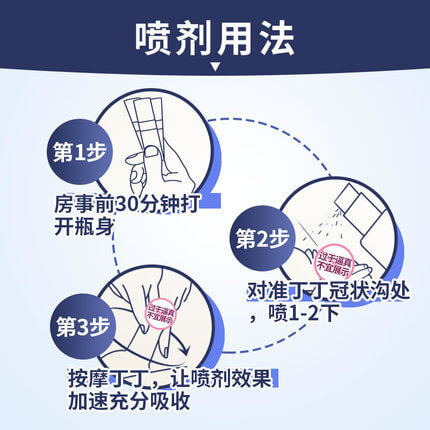 喷剂用法
第1步
房事前30分钟打
开瓶身
第2步
过于逼真
不宜展示
对准丁丁冠状沟处
，喷1-2下
第3步
过于逼真
不宜展示
按摩丁丁，让喷剂效果
加速充分吸收